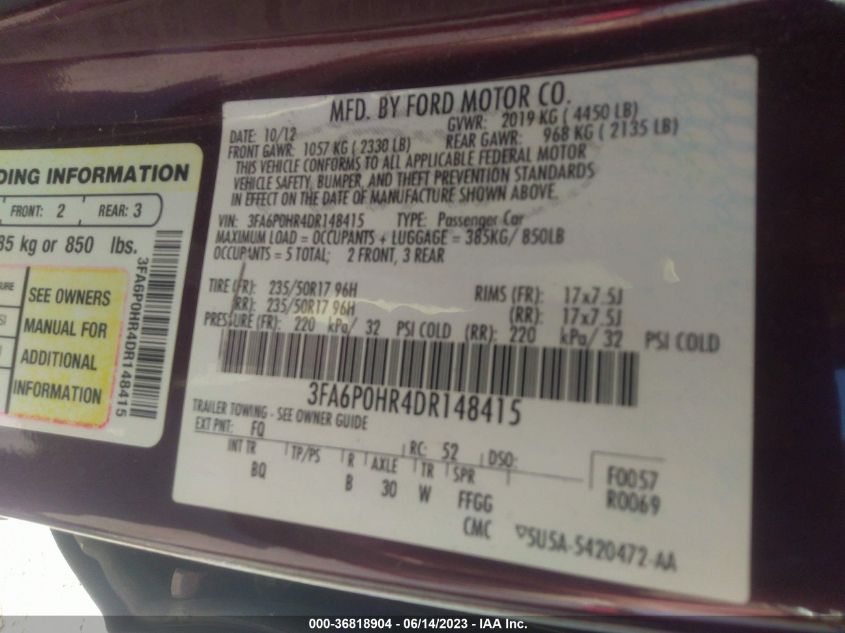 DING INFORMATION
FRONT: 2 REAR: 3
85 kg or 850 lbs.
SEE OWNERS
MANUAL FOR
ADDITIONAL
INFORMATION
3FA6P0HR4DR148415
MFD. BY FORD MOTOR CO.
DATE: 10/12 GVWR: 2019 KG ( 4450 LB)
FRONT GAWR: 1057 KG ( 2330 LB) REAR GAWR: 968 KG ( 2135 LB)
THIS VEHICLE CONFORMS TO ALL APPLICABLE FEDERAL MOTOR
VEHICLE SAFETY, BUMPER, AND THEFT PREVENTION STANDARDS
IN EFFECT ON THE DATE OF MANUFACTURE SHOWN ABOVE.
VIN: 3FA6P0HR4DR148415 TYPE: Passenger Car
MAXIMUM LOAD = OCCUPANTS + LUGGAGE = 385KG/ 850LB
OCCUPANTS = 5 TOTAL; 2 FRONT, 3 REAR
TIRE (FR): 235/50R17 96H RIMS (FR): 17x7.5J
(RR): 235/50R17 96H (RR): 17x7.5J
PRESSURE (FR): 220 kPa/ 32 PSI COLD (RR): 220 kPa/ 32 PSI COLD
3FA6P0HR4DR148415
TRAILER TOWING - SEE OWNER GUIDE
EXT PNT: FQ RC: 52 DSO:
INT TR TP/PS R AXLE TR SPR F0057
BQ B 30 W FFGG R0069
CMC ▽5USA-5420472-AA
000-36818904 - 06/14/2023 - IAA Inc.